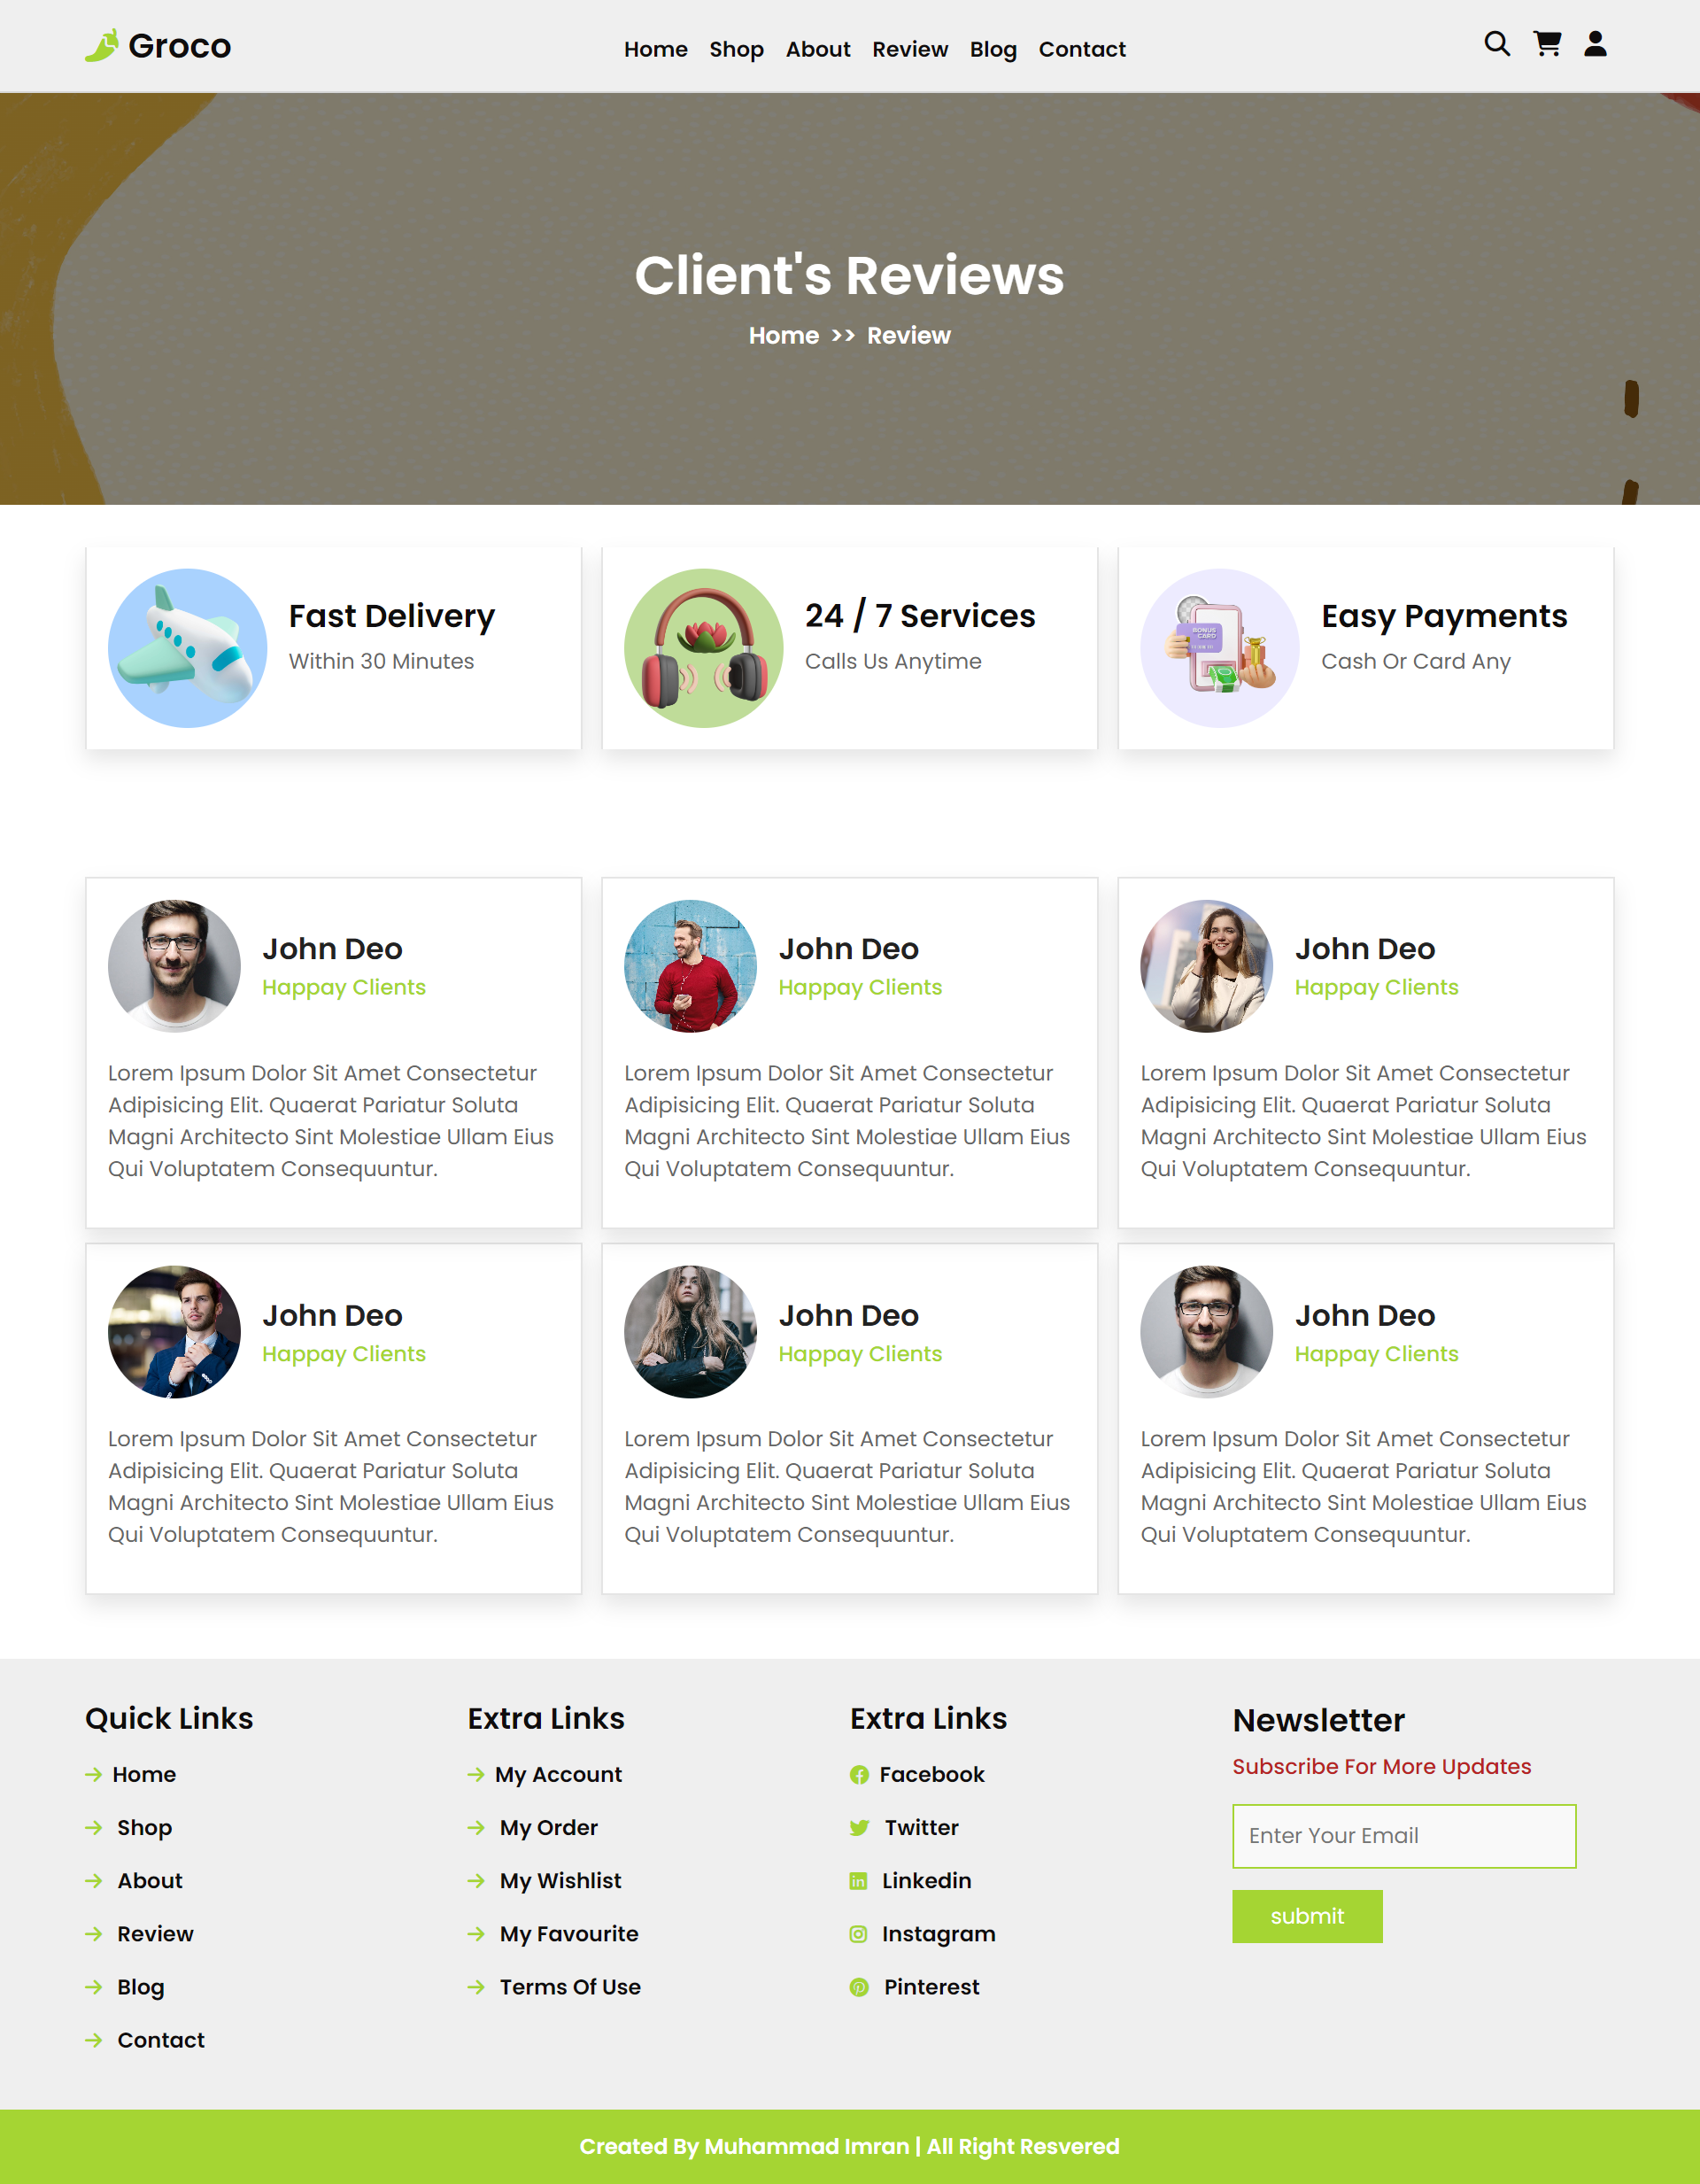 Groco
Home Shop About Review Blog Contact
Client's Reviews
Home >> Review
Fast Delivery
Within 30 Minutes
24 / 7 Services
Calls Us Anytime
BONUS
CARD
Easy Payments
Cash Or Card Any
John Deo
Happay Clients
Lorem Ipsum Dolor Sit Amet Consectetur
Adipisicing Elit. Quaerat Pariatur Soluta
Magni Architecto Sint Molestiae Ullam Eius
Qui Voluptatem Consequuntur.
John Deo
Happay Clients
Lorem Ipsum Dolor Sit Amet Consectetur
Adipisicing Elit. Quaerat Pariatur Soluta
Magni Architecto Sint Molestiae Ullam Eius
Qui Voluptatem Consequuntur.
John Deo
Happay Clients
Lorem Ipsum Dolor Sit Amet Consectetur
Adipisicing Elit. Quaerat Pariatur Soluta
Magni Architecto Sint Molestiae Ullam Eius
Qui Voluptatem Consequuntur.
John Deo
Happay Clients
Lorem Ipsum Dolor Sit Amet Consectetur
Adipisicing Elit. Quaerat Pariatur Soluta
Magni Architecto Sint Molestiae Ullam Eius
Qui Voluptatem Consequuntur.
John Deo
Happay Clients
Lorem Ipsum Dolor Sit Amet Consectetur
Adipisicing Elit. Quaerat Pariatur Soluta
Magni Architecto Sint Molestiae Ullam Eius
Qui Voluptatem Consequuntur.
John Deo
Happay Clients
Lorem Ipsum Dolor Sit Amet Consectetur
Adipisicing Elit. Quaerat Pariatur Soluta
Magni Architecto Sint Molestiae Ullam Eius
Qui Voluptatem Consequuntur.
Quick Links
Home
Shop
About
Review
Blog
Contact
Extra Links
My Account
My Order
My Wishlist
My Favourite
Terms Of Use
Extra Links
Facebook
Twitter
Linkedin
Instagram
Pinterest
Newsletter
Subscribe For More Updates
Enter Your Email
submit
Created By Muhammad Imran | All Right Resvered